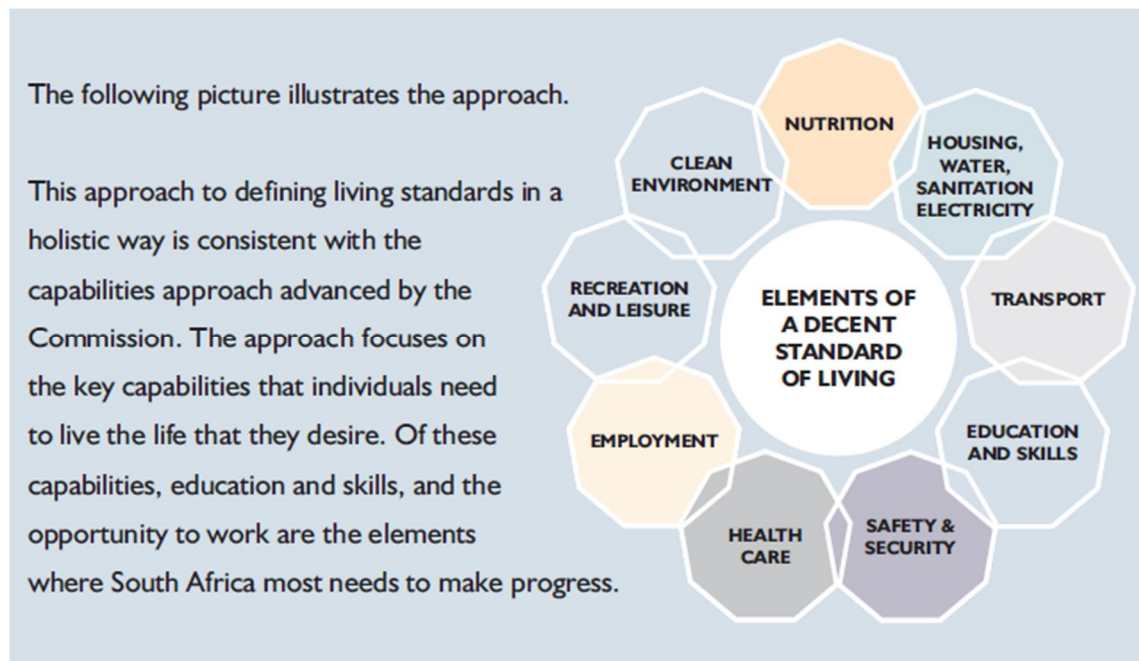 The following picture illustrates the approach.
This approach to defining living standards in a
holistic way is consistent with the
capabilities approach advanced by the
Commission. The approach focuses on
the key capabilities that individuals need
to live the life that they desire. Of these
capabilities, education and skills, and the
opportunity to work are the elements
where South Africa most needs to make progress.
NUTRITION
HOUSING,
WATER,
SANITATION
ELECTRICITY
TRANSPORT
EDUCATION
AND SKILLS
SAFETY &
SECURITY
HEALTH
CARE
EMPLOYMENT
RECREATION
AND LEISURE
CLEAN
ENVIRONMENT
ELEMENTS OF
A DECENT
STANDARD
OF LIVING